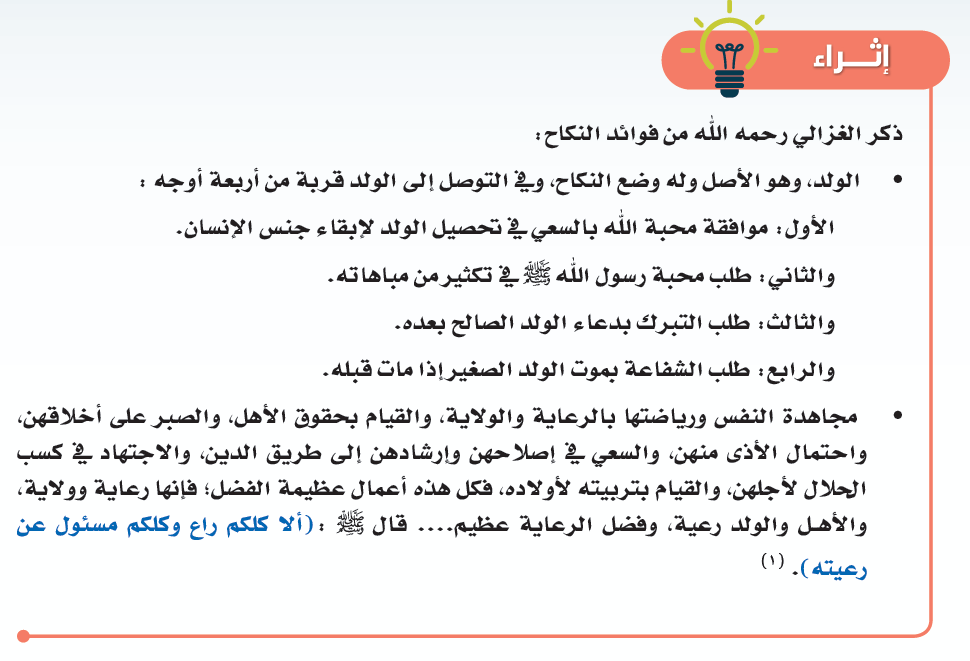 إثـــراء
ذكر الغزالي رحمه الله من فوائد النكاح:
• الولد، وهو الأصل وله وضع النكاح، وفي التوصل إلى الولد قربة من أربعة أوجه :
الأول: موافقة محبة الله بالسعي في تحصيل الولد لإبقاء جنس الإنسان.
والثاني: طلب محبة رسول الله ﷺ في تكثير من مباهاته.
والثالث: طلب التبرك بدعاء الولد الصالح بعده.
والرابع: طلب الشفاعة بموت الولد الصغير إذا مات قبله.
• مجاهدة النفس ورياضتها بالرعاية والولاية، والقيام بحقوق الأهل، والصبر على أخلاقهن،
واحتمال الأذى منهن، والسعي في إصلاحهن وإرشادهن إلى طريق الدين، والاجتهاد في كسب
الحلال لأجلهن، والقيام بتربيته لأولاده، فكل هذه أعمال عظيمة الفضل؛ فإنها رعاية وولاية،
والأهل والولد رعية، وفضل الرعاية عظيم.... قال ﷺ : (ألا كلكم راع وكلكم مسئول عن
رعيته). (١)